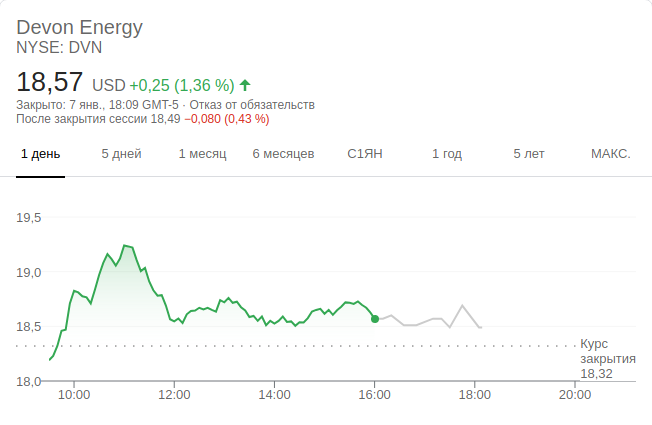 Devon Energy
NYSE: DVN
18,57 USD +0,25 (1,36 %)
Закрыто: 7 янв., 18:09 GMT-5 · Отказ от обязательств
После закрытия сессии 18,49 −0,080 (0,43 %)
1 день 5 дней 1 месяц 6 месяцев С1ЯН 1 год 5 лет МАКС.
19,5
19,0
18,5
Курс
закрытия
18,32
18,0
10:00 12:00 14:00 16:00 18:00 20:00